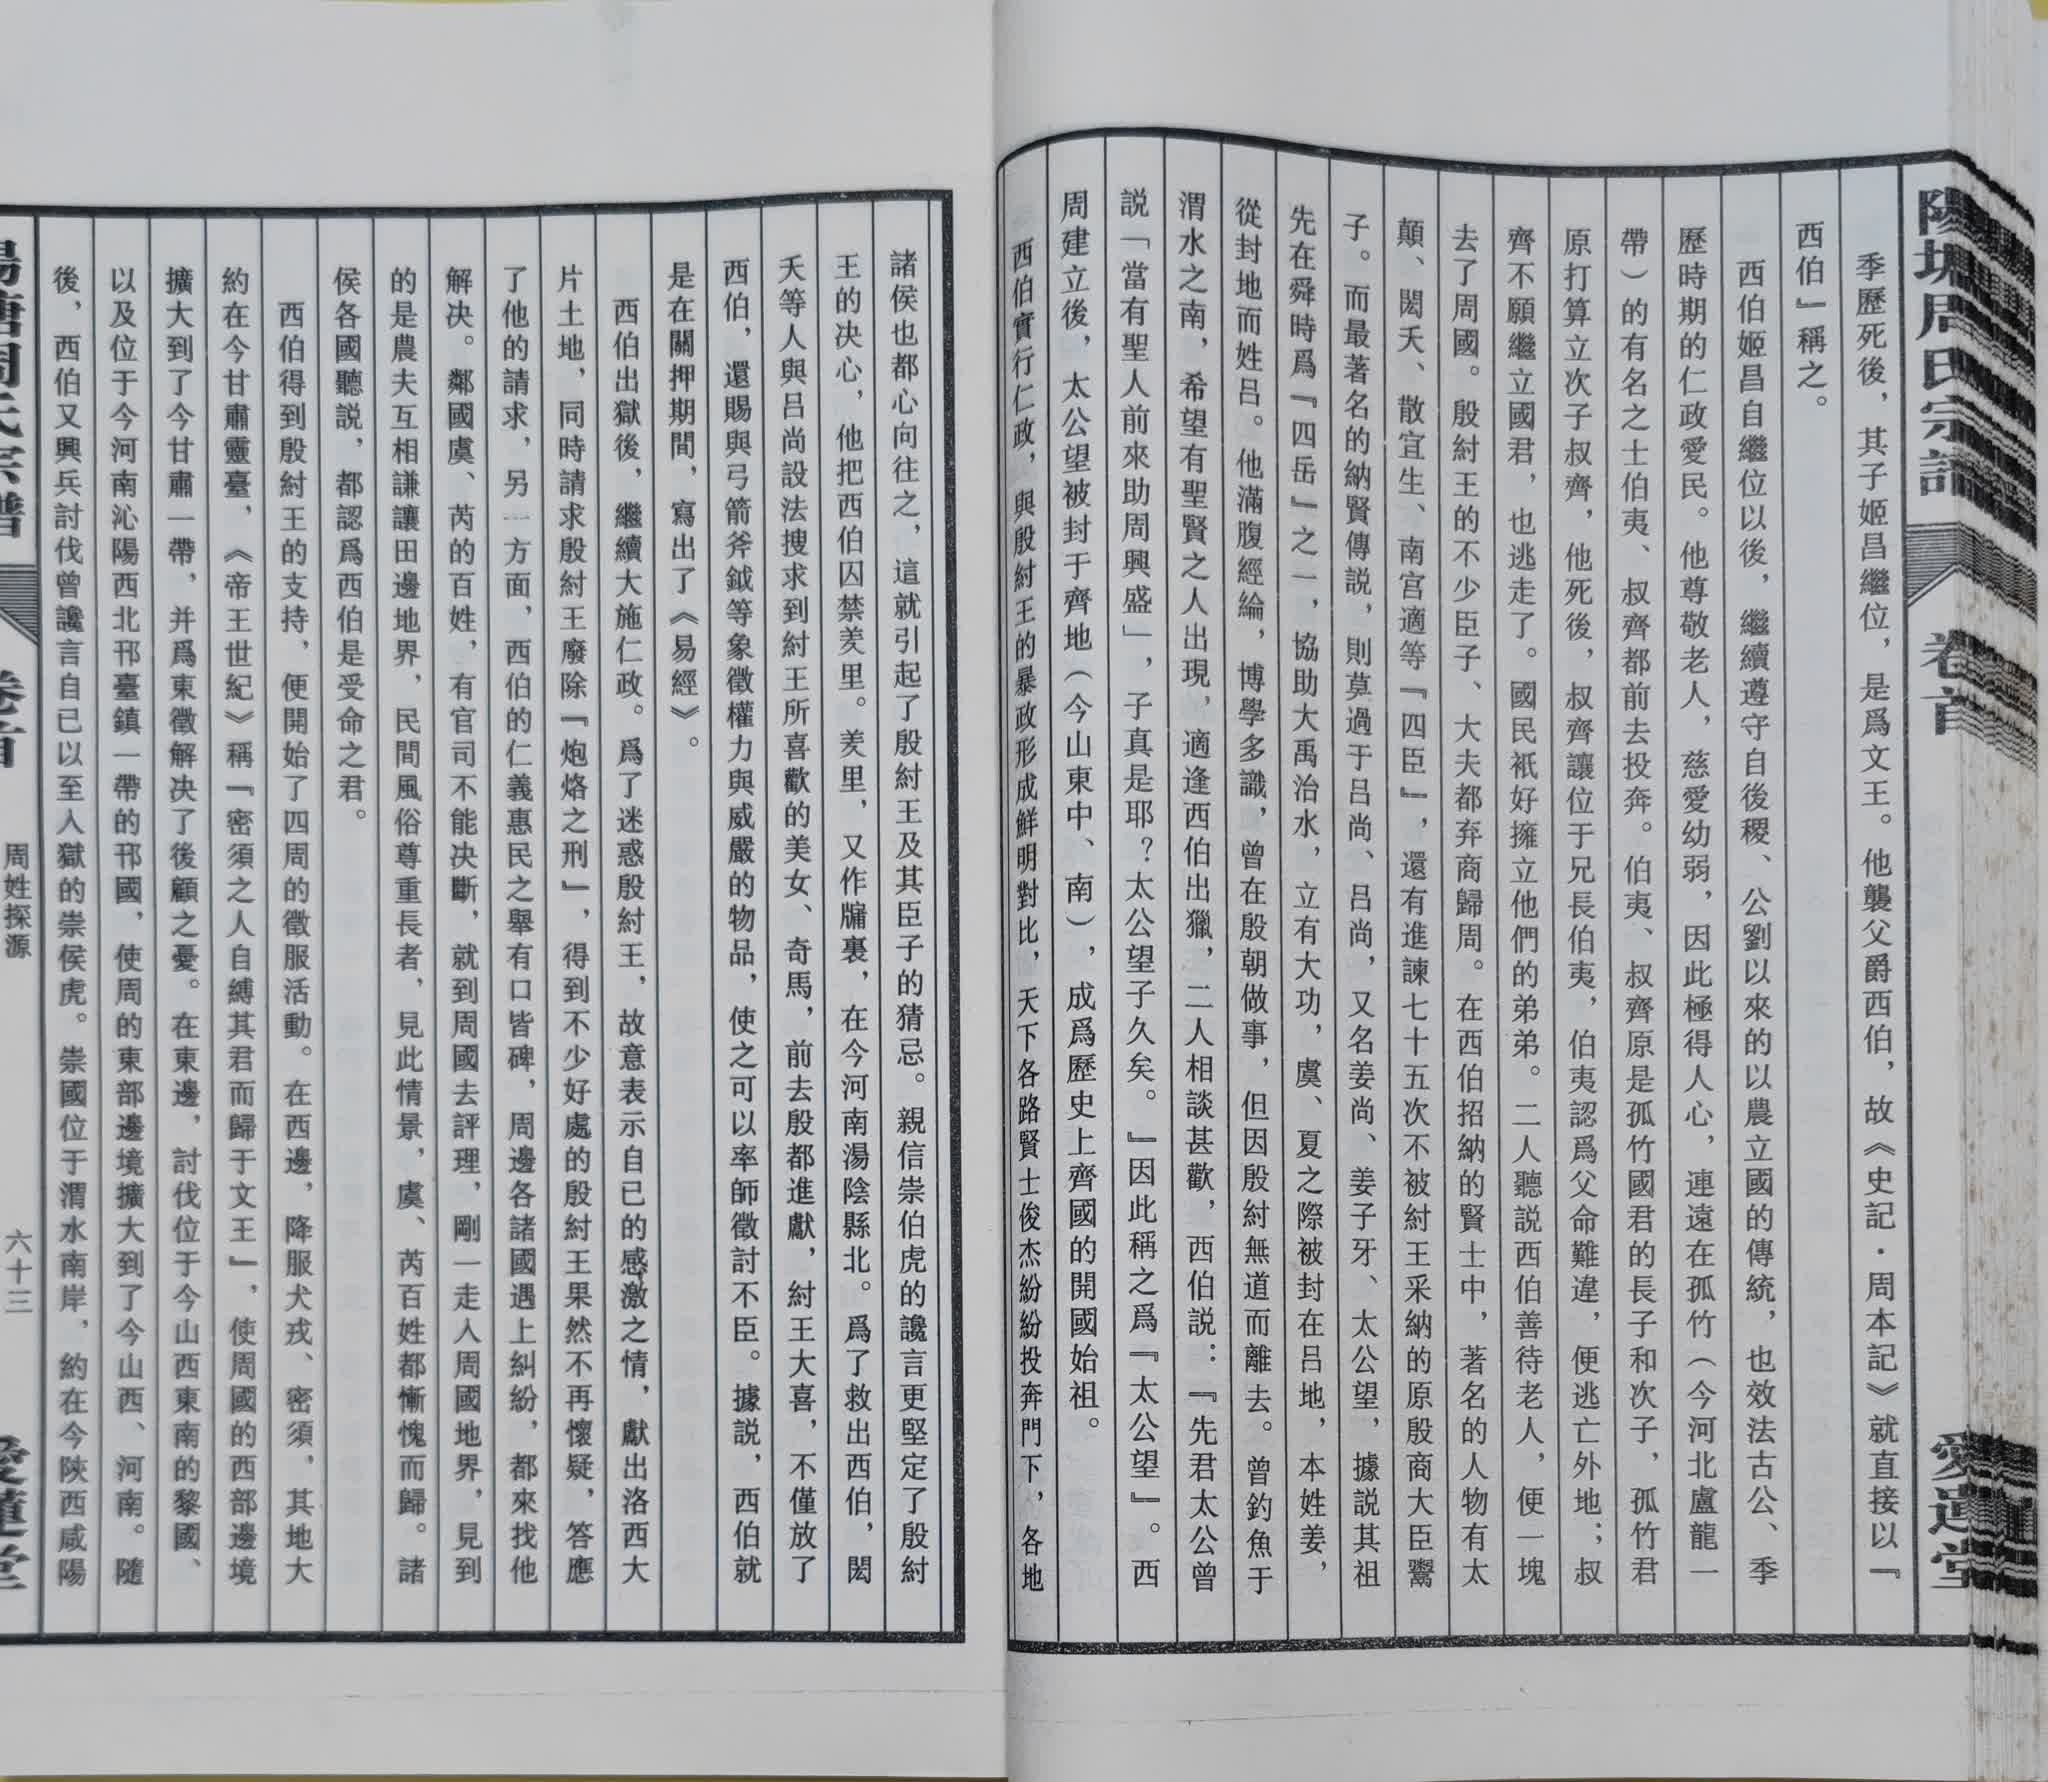 陽塘周氏宗譜 卷首 愛蓮堂
季歷死後，其子姬昌繼位，是爲文王。他襲父爵西伯，故《史記·周本記》就直接以『
西伯』稱之。
西伯姬昌自繼位以後，繼續遵守自後稷、公劉以來的以農立國的傳統，也效法古公、季
歷時期的仁政愛民。他尊敬老人，慈愛幼弱，因此極得人心，連遠在孤竹（今河北盧龍一
帶）的有名之士伯夷、叔齊都前去投奔。伯夷、叔齊原是孤竹國君的長子和次子，孤竹君
原打算立次子叔齊，他死後，叔齊讓位于兄長伯夷，伯夷認爲父命難違，便逃亡外地；叔
齊不願繼立國君，也逃走了。國民衹好擁立他們的弟弟。二人聽説西伯善待老人，便一塊
去了周國。殷紂王的不少臣子、大夫都弃商歸周。在西伯招納的賢士中，著名的人物有太
顛、閎夭、散宜生、南宫適等『四臣』，還有進諫七十五次不被紂王采納的原殷商大臣鬻
子。而最著名的納賢傳説，則莫過于吕尚、吕尚，又名姜尚、姜子牙、太公望，據説其祖
先在舜時爲『四岳』之一，協助大禹治水，立有大功，虞、夏之際被封在吕地，本姓姜，
從封地而姓吕。他滿腹經綸，博學多識，曾在殷朝做事，但因殷紂無道而離去。曾釣魚于
渭水之南，希望有聖賢之人出現，適逢西伯出獵，二人相談甚歡，西伯説：『先君太公曾
説「當有聖人前來助周興盛」，子真是耶？太公望子久矣。』因此稱之爲『太公望』。西
周建立後，太公望被封于齊地（今山東中、南），成爲歷史上齊國的開國始祖。
西伯實行仁政，與殷紂王的暴政形成鮮明對比，天下各路賢士俊杰紛紛投奔門下，各地
諸侯也都心向往之，這就引起了殷紂王及其臣子的猜忌。親信崇伯虎的讒言更堅定了殷紂
王的决心，他把西伯囚禁羑里。羑里，又作牖裏，在今河南湯陰縣北。爲了救出西伯，閎
夭等人與吕尚設法搜求到紂王所喜歡的美女、奇馬，前去殷都進獻，紂王大喜，不僅放了
西伯，還賜與弓箭斧鉞等象徵權力與威嚴的物品，使之可以率師徵討不臣。據説，西伯就
是在關押期間，寫出了《易經》。
西伯出獄後，繼續大施仁政。爲了迷惑殷紂王，故意表示自已的感激之情，獻出洛西大
片土地，同時請求殷紂王廢除『炮烙之刑』，得到不少好處的殷紂王果然不再懷疑，答應
了他的請求，另一方面，西伯的仁義惠民之舉有口皆碑，周邊各諸國遇上糾紛，都來找他
解决。鄰國虞、芮的百姓，有官司不能决斷，就到周國去評理，剛一走入周國地界，見到
的是農夫互相謙讓田邊地界，民間風俗尊重長者，見此情景，虞、芮百姓都慚愧而歸。諸
侯各國聽説，都認爲西伯是受命之君。
西伯得到殷紂王的支持，便開始了四周的徵服活動。在西邊，降服犬戎、密須，其地大
約在今甘肅靈臺，《帝王世紀》稱『密須之人自縛其君而歸于文王』，使周國的西部邊境
擴大到了今甘肅一帶，并爲東徵解决了後顧之憂。在東邊，討伐位于今山西東南的黎國、
以及位于今河南沁陽西北邘臺鎮一帶的邘國，使周的東部邊境擴大到了今山西、河南。隨
後，西伯又興兵討伐曾讒言自已以至入獄的崇侯虎。崇國位于渭水南岸，約在今陝西咸陽
陽塘周氏宗譜 卷首 周姓探源 六十三 愛蓮堂